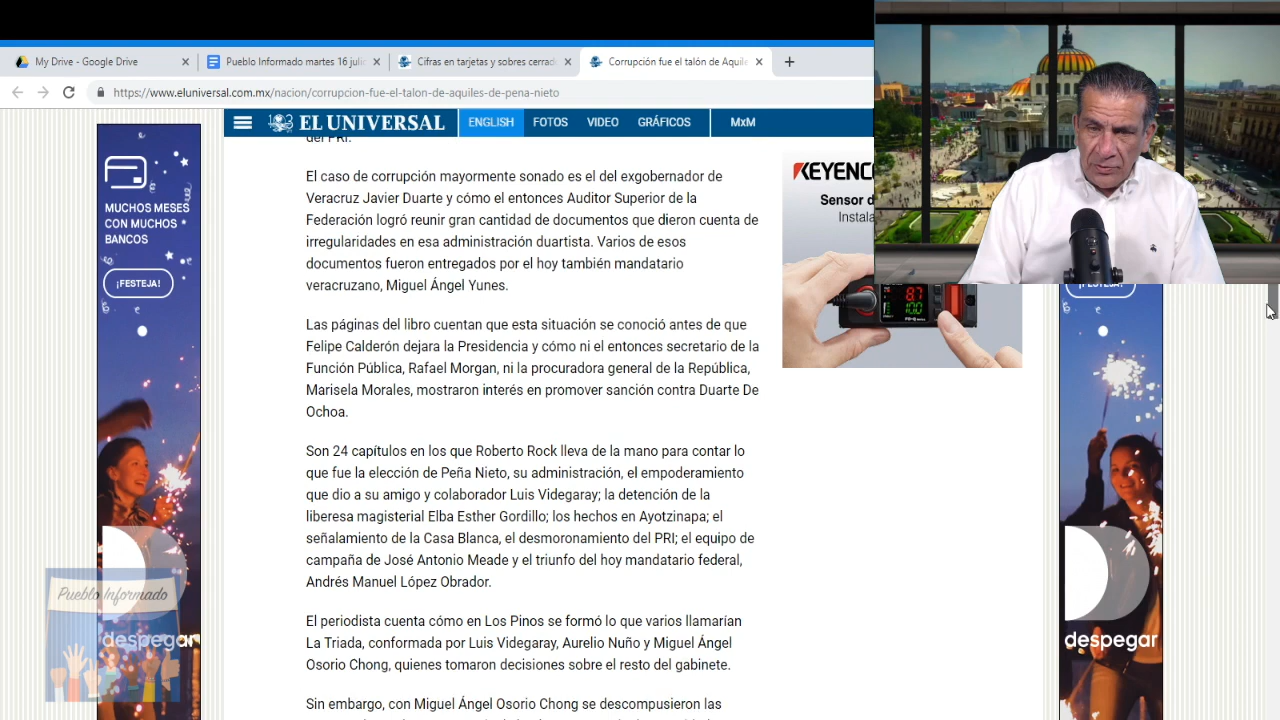 My Drive - Google Drive
Pueblo Informado martes 16 juli
Cifras en tarjetas y sobres cerrad
Corrupción fue el talón de Aquile
https://www.eluniversal.com.mx/nacion/corrupcion-fue-el-talon-de-aquiles-de-pena-nieto
EL UNIVERSAL
ENGLISH
FOTOS
VIDEO
GRÁFICOS
MxM
del PRI.
El caso de corrupción mayormente sonado es el del exgobernador de
Veracruz Javier Duarte y cómo el entonces Auditor Superior de la
Federación logró reunir gran cantidad de documentos que dieron cuenta de
irregularidades en esa administración duartista. Varios de esos
documentos fueron entregados por el hoy también mandatario
veracruzano, Miguel Ángel Yunes.
Las páginas del libro cuentan que esta situación se conoció antes de que
Felipe Calderón dejara la Presidencia y cómo ni el entonces secretario de la
Función Pública, Rafael Morgan, ni la procuradora general de la República,
Marisela Morales, mostraron interés en promover sanción contra Duarte De
Ochoa.
Son 24 capítulos en los que Roberto Rock lleva de la mano para contar lo
que fue la elección de Peña Nieto, su administración, el empoderamiento
que dio a su amigo y colaborador Luis Videgaray; la detención de la
liberesa magisterial Elba Esther Gordillo; los hechos en Ayotzinapa; el
señalamiento de la Casa Blanca, el desmoronamiento del PRI; el equipo de
campaña de José Antonio Meade y el triunfo del hoy mandatario federal,
Andrés Manuel López Obrador.
El periodista cuenta cómo en Los Pinos se formó lo que varios llamarían
La Triada, conformada por Luis Videgaray, Aurelio Nuño y Miguel Ángel
Osorio Chong, quienes tomaron decisiones sobre el resto del gabinete.
Sin embargo, con Miguel Ángel Osorio Chong se descompusieron las
MUCHOS MESES
CON MUCHOS
BANCOS
¡FESTEJA!
Pueblo Informado
despegar
KEYENC
Sensor d
Instala
8.7
10.0
¡FESTEJA!
despegar